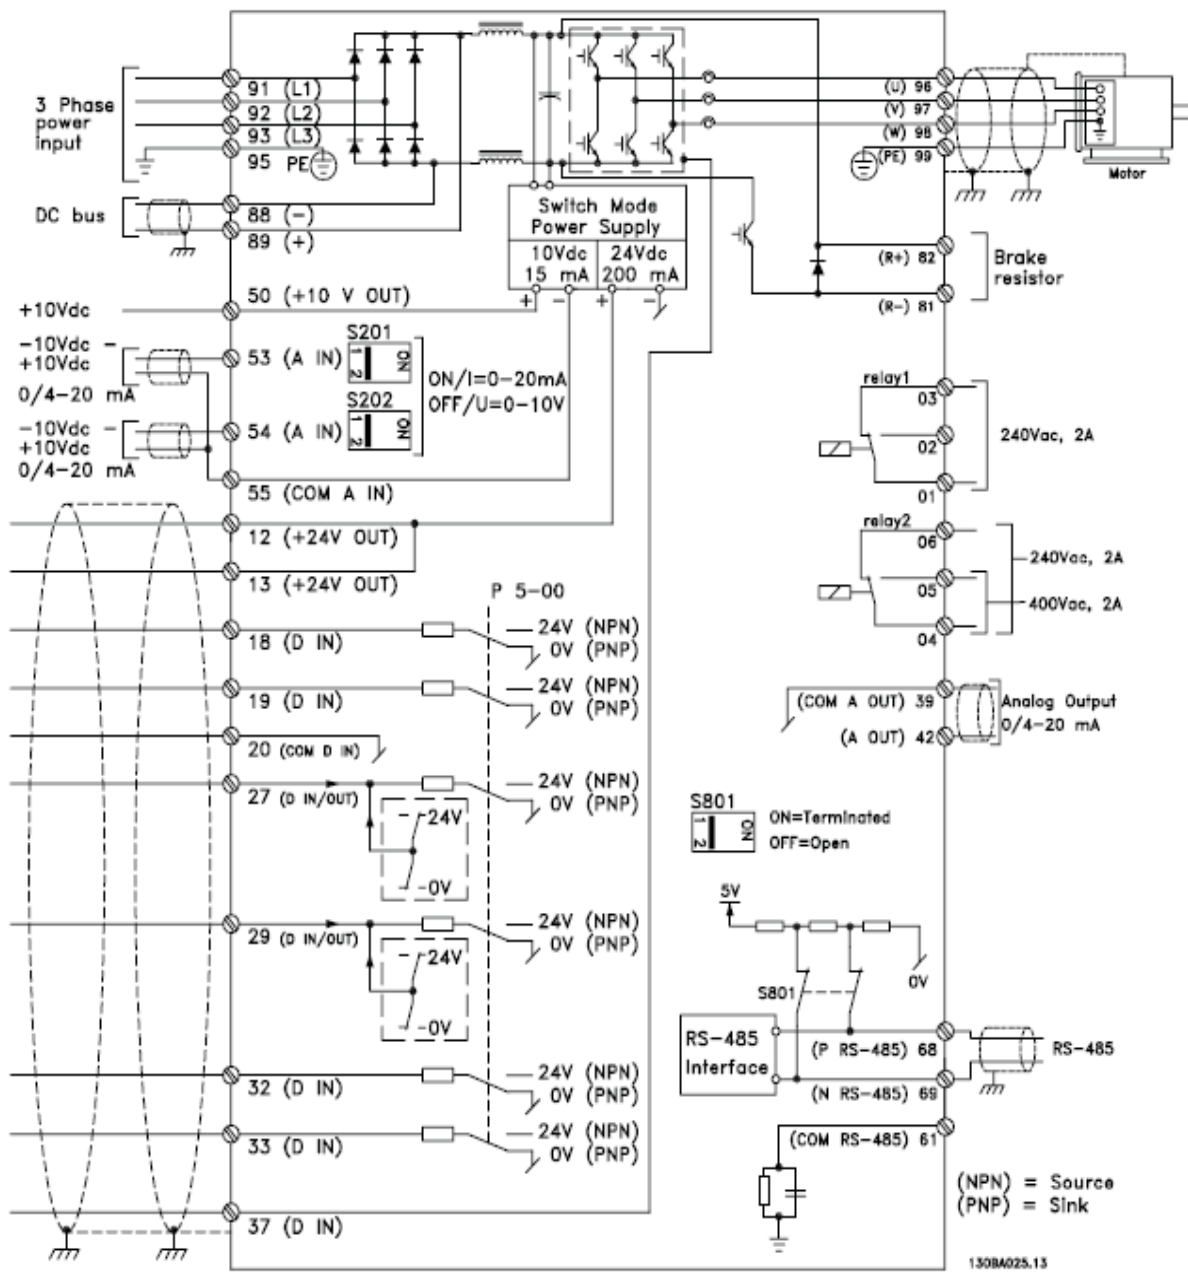 3 Phase
power
input
91 (L1)
92 (L2)
93 (L3)
95 PE
DC bus
88 (-)
89 (+)
Switch Mode
Power Supply
10Vdc
15 mA
24Vdc
200 mA
+ - + -
(U) 96
(V) 97
(W) 98
(PE) 99
Motor
(R+) 82
(R-) 81
Brake
resistor
+10Vdc
50 (+10 V OUT)
-10Vdc -
+10Vdc
0/4-20 mA
53 (A IN)
S201
1 2 ON
ON/I=0-20mA
OFF/U=0-10V
-10Vdc -
+10Vdc
0/4-20 mA
54 (A IN)
S202
1 2 ON
55 (COM A IN)
12 (+24V OUT)
13 (+24V OUT)
P 5-00
18 (D IN)
24V (NPN)
0V (PNP)
19 (D IN)
24V (NPN)
0V (PNP)
20 (COM D IN)
27 (D IN/OUT)
24V (NPN)
0V (PNP)
24V
0V
29 (D IN/OUT)
24V (NPN)
0V (PNP)
24V
0V
32 (D IN)
24V (NPN)
0V (PNP)
33 (D IN)
24V (NPN)
0V (PNP)
37 (D IN)
relay1
03
02
01
240Vac, 2A
relay2
06
05
04
240Vac, 2A
400Vac, 2A
(COM A OUT) 39
(A OUT) 42
Analog Output
0/4-20 mA
S801
1 2 ON
ON=Terminated
OFF=Open
5V
0V
S801
RS-485
Interface
(P RS-485) 68
(N RS-485) 69
RS-485
(COM RS-485) 61
(NPN) = Source
(PNP) = Sink
130BA025.13